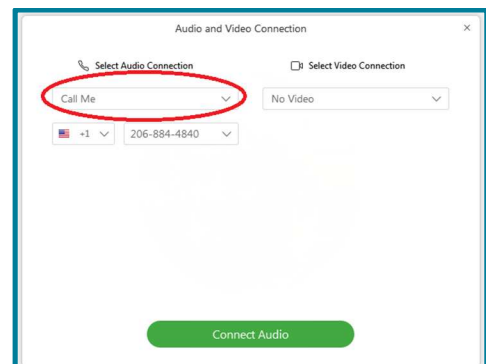 Audio and Video Connection
Select Audio Connection
Select Video Connection
Call Me
No Video
+1
206-884-4840
Connect Audio